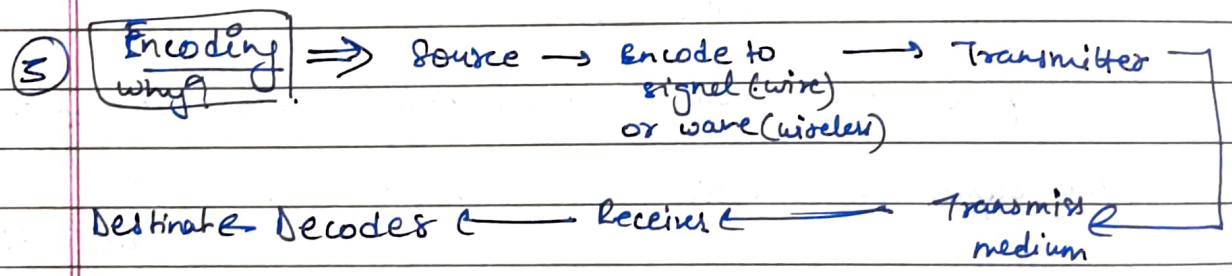 5 Encoding why? ⇒ Source → Encode to signal (wire) or wave (wireless) → Transmitter
Destinate ← Decoder ← Receiver ← Transmiss medium